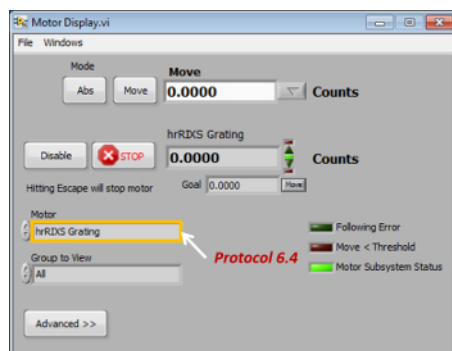 Motor Display.vi
File Windows
Mode
Abs Move
Move
0.0000 Counts
hrRIXS Grating
Disable STOP 0.0000 Counts
Hitting Escape will stop motor Goal 0.0000 Move
Motor
hrRIXS Grating
Protocol 6.4
Following Error
Move < Threshold
Motor Subsystem Status
Group to View
All
Advanced >>